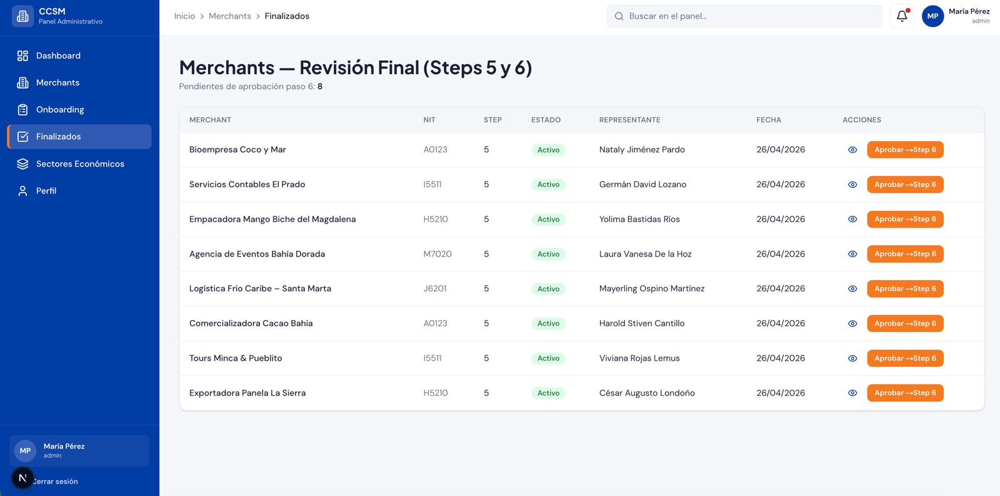 CCSM
Panel Administrativo
Dashboard
Merchants
Onboarding
Finalizados
Sectores Económicos
Perfil
MP
María Pérez
admin
N
Cerrar sesión
Inicio > Merchants > Finalizados
Buscar en el panel...
MP
María Pérez
admin
Merchants — Revisión Final (Steps 5 y 6)
Pendientes de aprobación paso 6: 8
MERCHANT NIT STEP ESTADO REPRESENTANTE FECHA ACCIONES
Bioempresa Coco y Mar A0123 5 Activo Nataly Jiménez Pardo 26/04/2026 Aprobar →Step 6
Servicios Contables El Prado I5511 5 Activo Germán David Lozano 26/04/2026 Aprobar →Step 6
Empacadora Mango Biche del Magdalena H5210 5 Activo Yolima Bastidas Ríos 26/04/2026 Aprobar →Step 6
Agencia de Eventos Bahía Dorada M7020 5 Activo Laura Vanesa De la Hoz 26/04/2026 Aprobar →Step 6
Logística Frío Caribe – Santa Marta J6201 5 Activo Mayerling Ospino Martínez 26/04/2026 Aprobar →Step 6
Comercializadora Cacao Bahía A0123 5 Activo Harold Stiven Cantillo 26/04/2026 Aprobar →Step 6
Tours Minca & Pueblito I5511 5 Activo Viviana Rojas Lemus 26/04/2026 Aprobar →Step 6
Exportadora Panela La Sierra H5210 5 Activo César Augusto Londoño 26/04/2026 Aprobar →Step 6